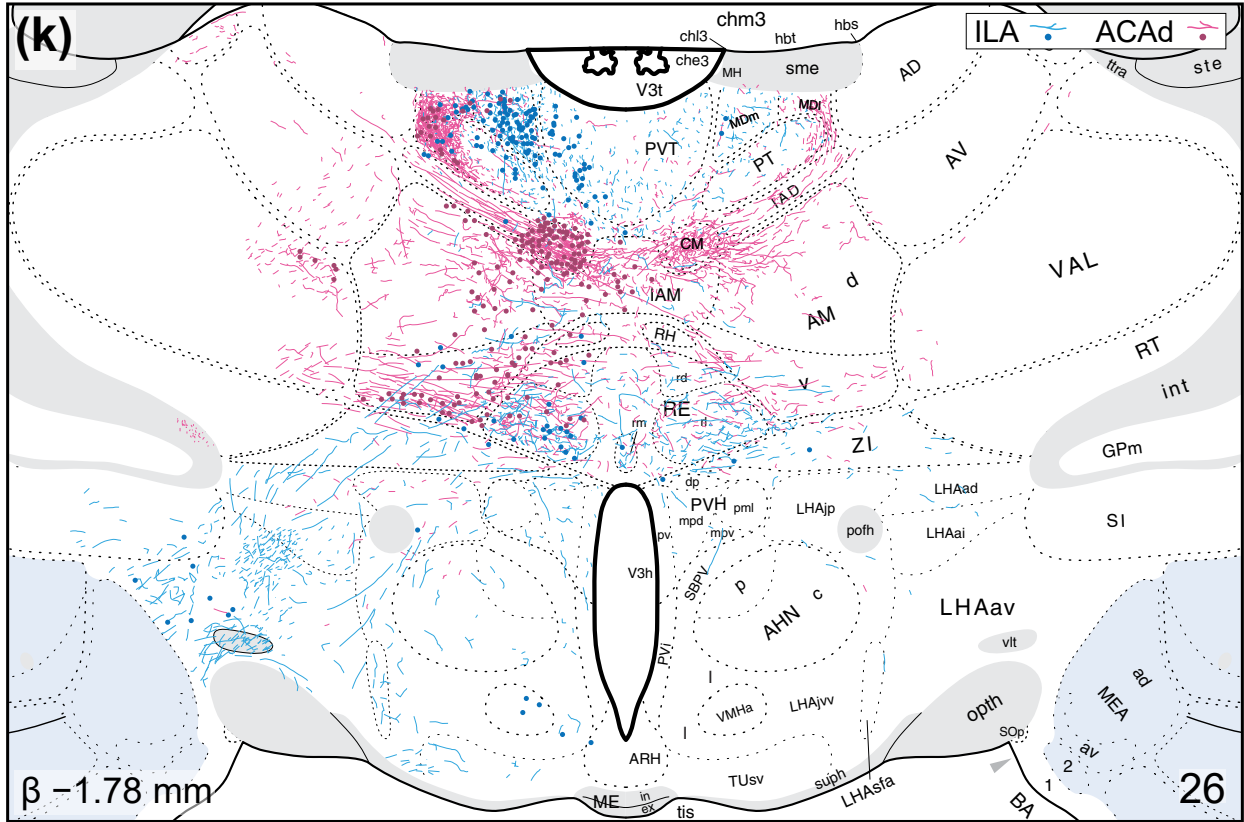 (k)
chm3
ILA ACAd
chl3
hbt
hbs
che3
MH
sme
ttra
ste
V3t
AD
MDm
MDl
PVT
PT
AV
IAD
CM
IAM
d
AM
VAL
RH
RT
rd
v
int
RE
rl
rm
ZI
GPm
dp
LHAad
PVH
pml
LHAjp
mpd
SI
pv
mpv
pofh
LHAai
V3h
SBPV
p
c
AHN
LHAav
vlt
PVi
l
ad
MEA
VMHa
LHAjvv
opth
SOp
l
av
ARH
2
TUsv
suph
LHAsfa
1
β −1.78 mm
ME
in
ex
tis
BA
26